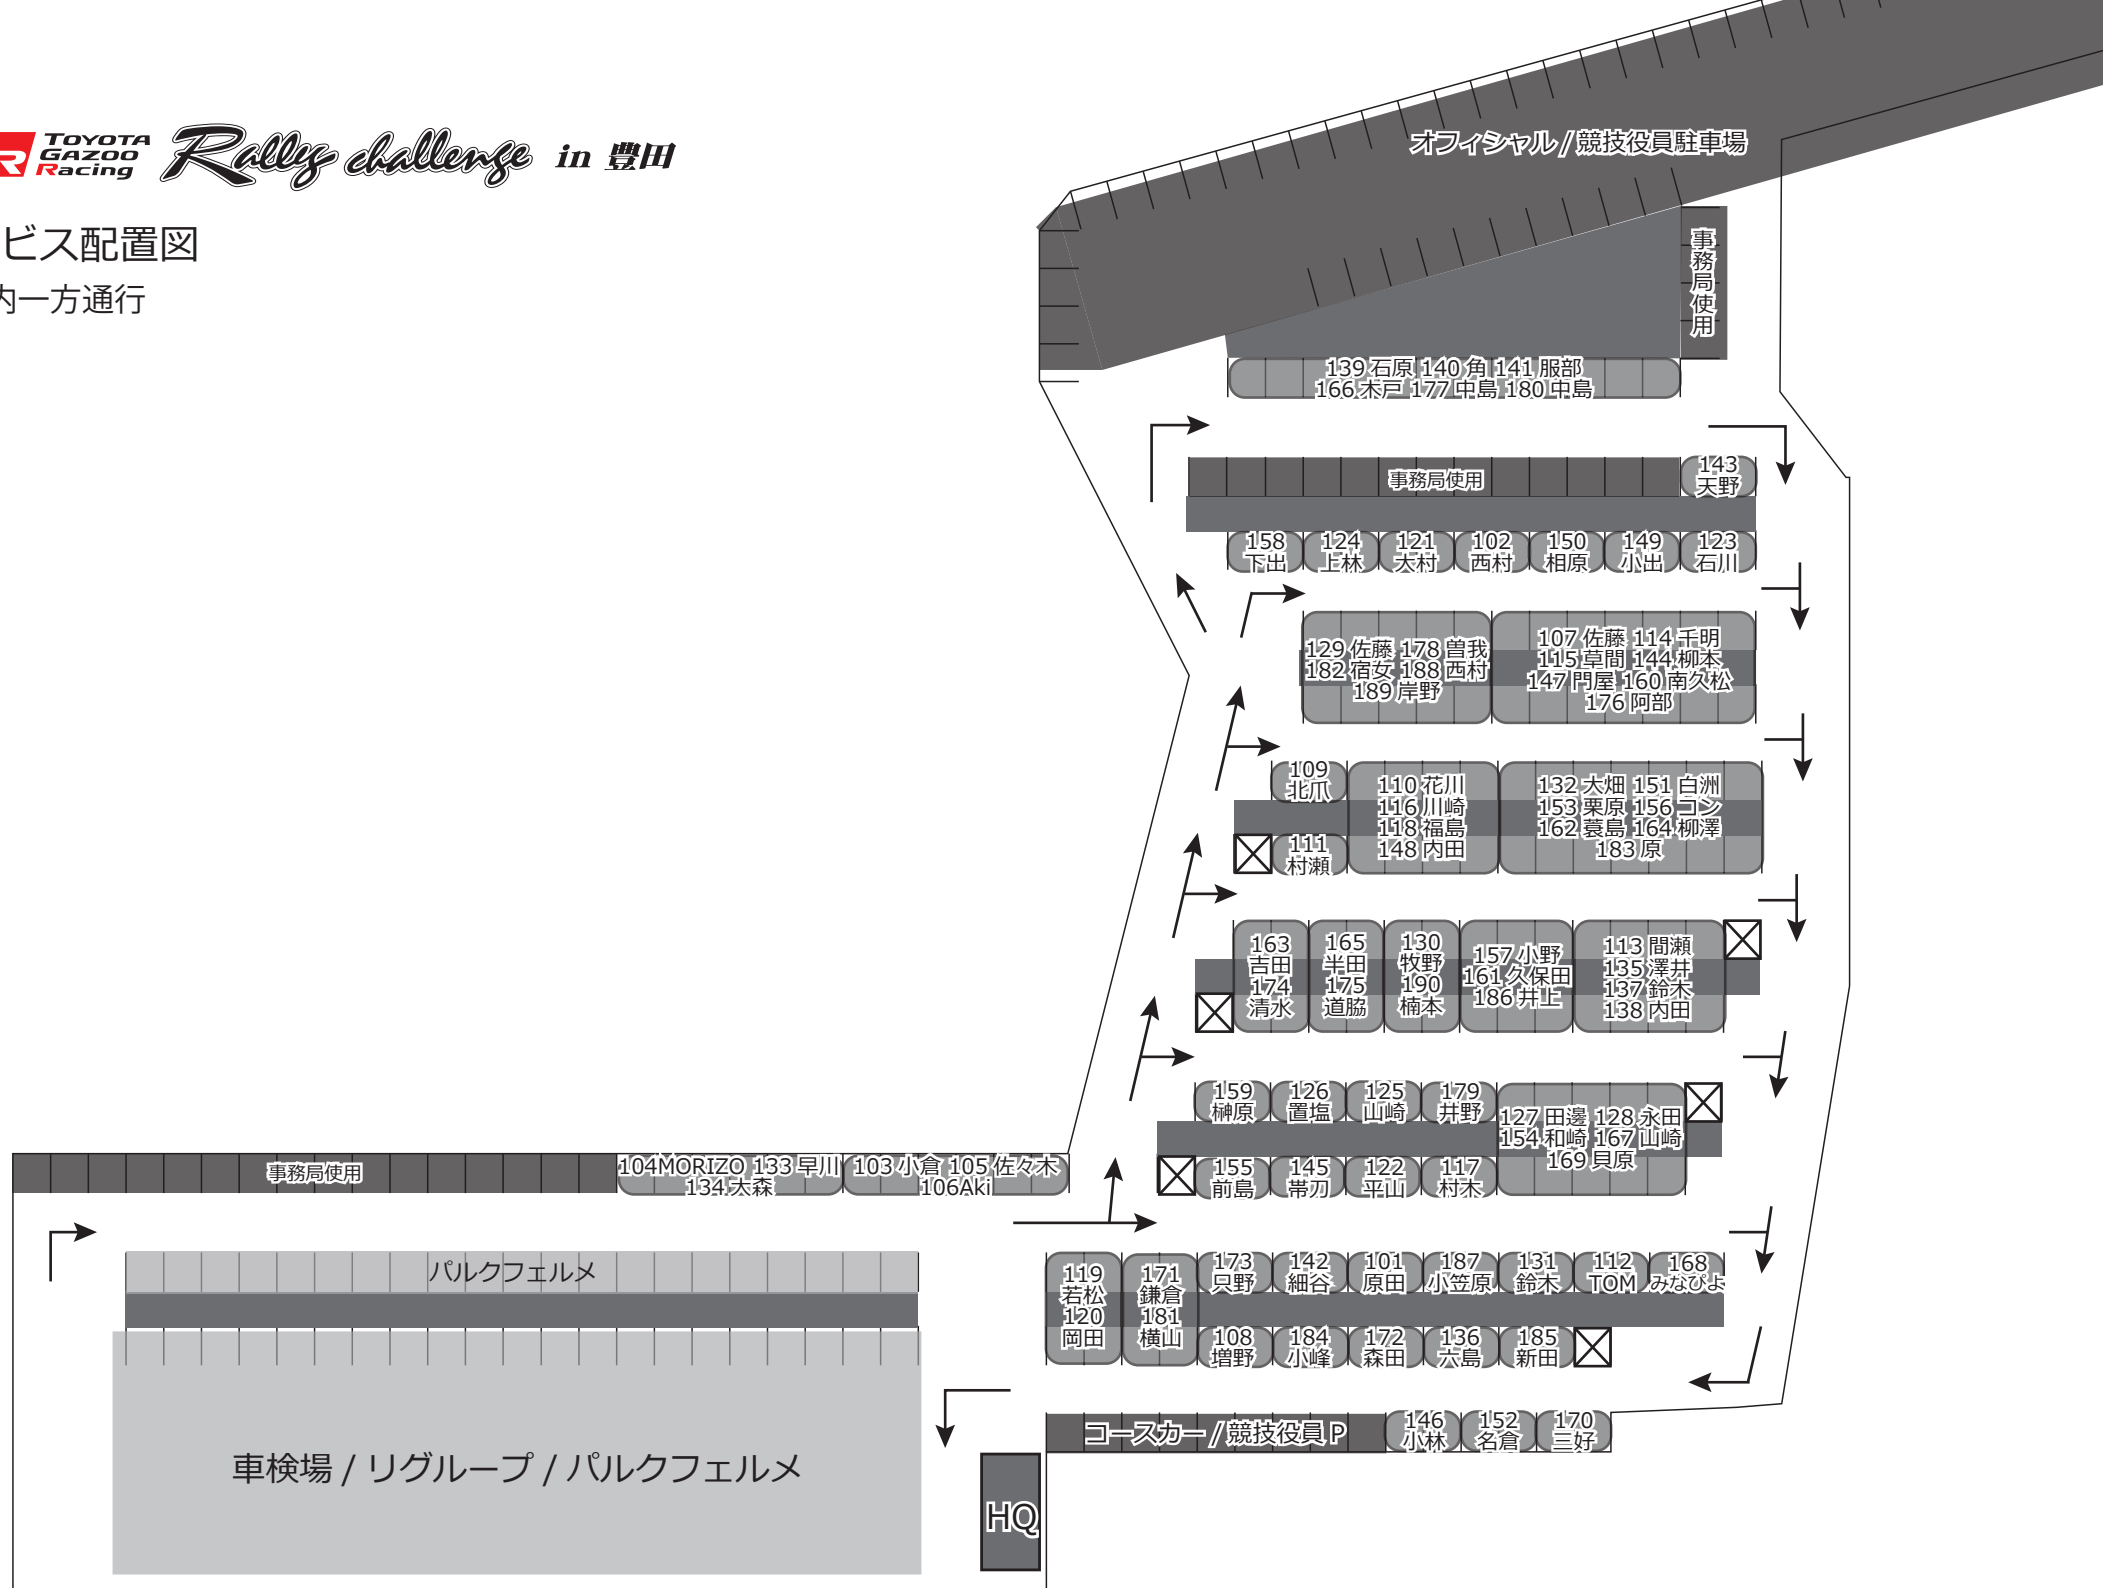 TOYOTA
GAZOO
Racing
Rally challenge in 豊田
ビス配置図
内一方通行
オフィシャル / 競技役員駐車場
事務局使用
139 石原 140 角 141 服部
166 木戸 177 中島 180 中島
事務局使用
143
天野
158
下出
124
上林
121
大村
102
西村
150
相原
149
小出
123
石川
129 佐藤 178 曽我
182 宿女 188 西村
189 岸野
107 佐藤 114 千明
115 草間 144 柳本
147 門屋 160 南久松
176 阿部
109
北爪
111
村瀬
110 花川
116 川崎
118 福島
148 内田
132 大畑 151 白洲
153 栗原 156 コン
162 蓑島 164 柳澤
183 原
163
吉田
174
清水
165
半田
175
道脇
130
牧野
190
楠本
157 小野
161 久保田
186 井上
113 間瀬
135 澤井
137 鈴木
138 内田
159
榊原
126
置塩
125
山崎
179
井野
155
前島
145
帯刀
122
平山
117
村木
127 田邊 128 永田
154 和崎 167 山崎
169 貝原
事務局使用
104MORIZO 133 早川
134 大森
103 小倉 105 佐々木
106Aki
パルクフェルメ
119
若松
120
岡田
171
鎌倉
181
横山
173
只野
142
細谷
101
原田
187
小笠原
131
鈴木
112
TOM
168
みなぴよ
108
増野
184
小峰
172
森田
136
六島
185
新田
コースカー / 競技役員 P
146
小林
152
名倉
170
三好
車検場 / リグループ / パルクフェルメ
HQ